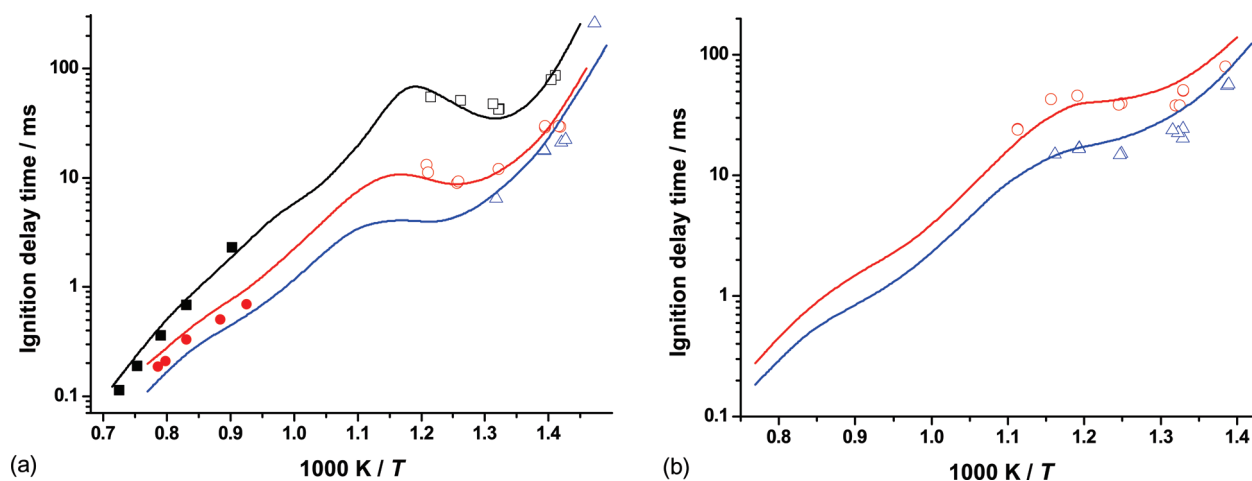 Ignition delay time / ms
100
10
1
0.1
0.7 0.8 0.9 1.0 1.1 1.2 1.3 1.4
1000 K / T
(a)
Ignition delay time / ms
100
10
1
0.1
0.8 0.9 1.0 1.1 1.2 1.3 1.4
1000 K / T
(b)